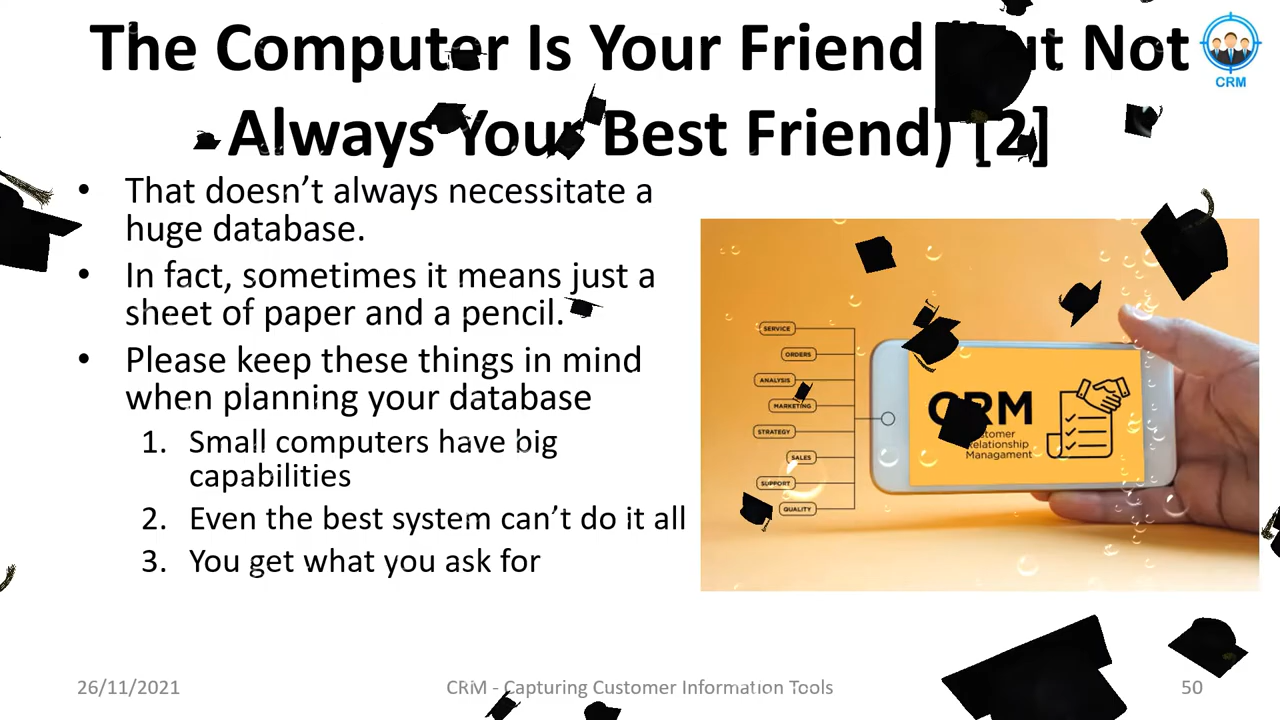 The Computer Is Your Friend Not
Always Your Best Friend) [2]
CRM
• That doesn't always necessitate a
huge database.
• In fact, sometimes it means just a
sheet of paper and a pencil.
• Please keep these things in mind
when planning your database
1. Small computers have big
capabilities
2. Even the best system can't do it all
3. You get what you ask for
SERVICE
ORDERS
ANALYSIS
MARKETING
STRATEGY
SALES
SUPPORT
QUALITY
CRM
Relationship
Managament
26/11/2021
CRM - Capturing Customer Information Tools
50